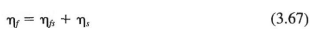 η_f = η_fs + η_s (3.67)